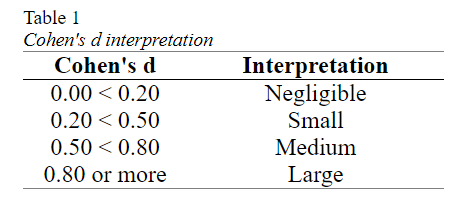 Table 1
Cohen's d interpretation
Cohen's d Interpretation
0.00 < 0.20 Negligible
0.20 < 0.50 Small
0.50 < 0.80 Medium
0.80 or more Large